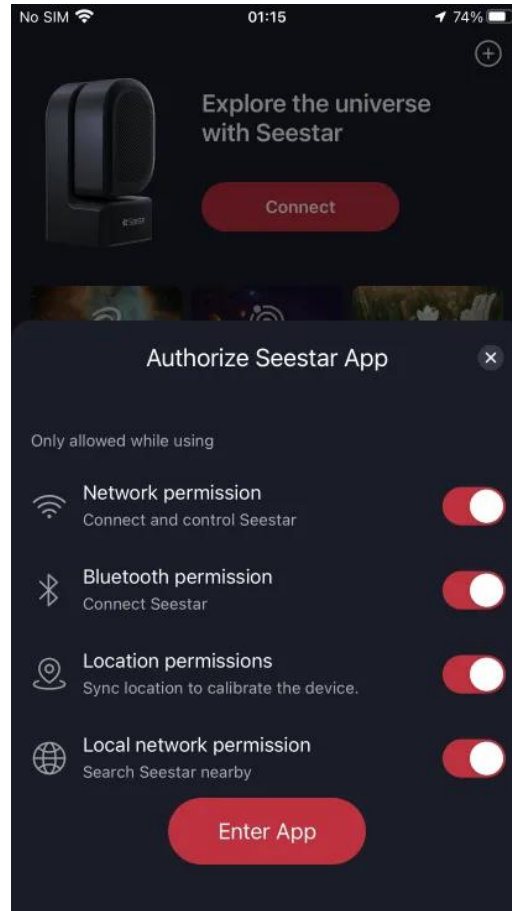 No SIM 01:15 74%
Explore the universe
with Seestar
Connect
Authorize Seestar App
Only allowed while using
Network permission
Connect and control Seestar
Bluetooth permission
Connect Seestar
Location permissions
Sync location to calibrate the device.
Local network permission
Search Seestar nearby
Enter App